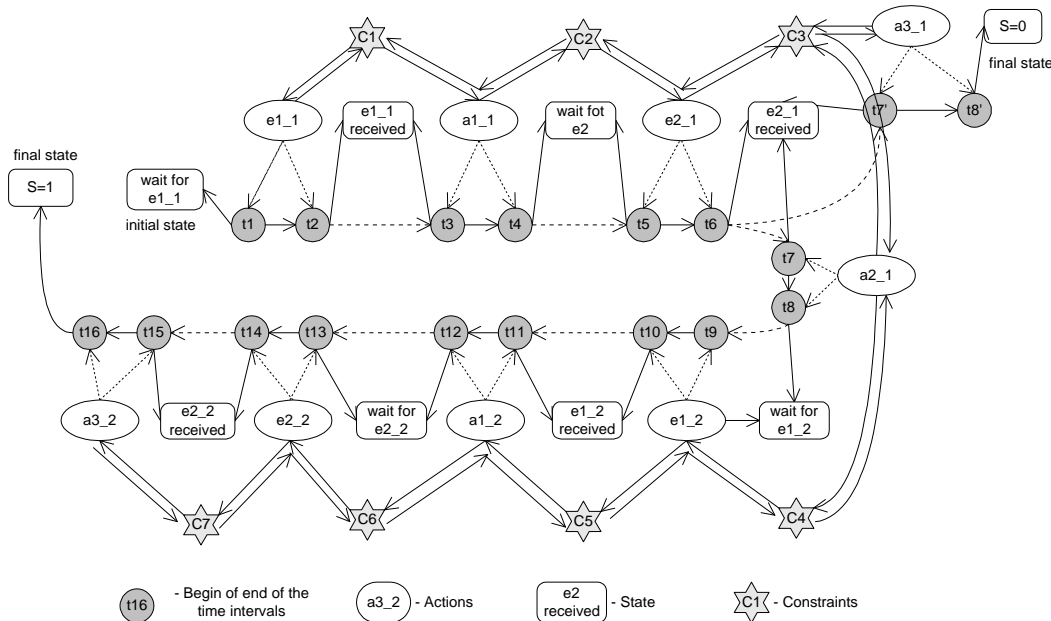 C1
C2
C3
a3_1
S=0
final state
e1_1
e1_1
received
a1_1
wait fot
e2
e2_1
e2_1
received
t7'
t8'
final state
S=1
wait for
e1_1
initial state
t1
t2
t3
t4
t5
t6
t7
a2_1
t8
t16
t15
t14
t13
t12
t11
t10
t9
a3_2
e2_2
received
e2_2
wait for
e2_2
a1_2
e1_2
received
e1_2
wait for
e1_2
C7
C6
C5
C4
t16
- Begin of end of the
time intervals
a3_2
- Actions
e2
received
- State
C1
- Constraints